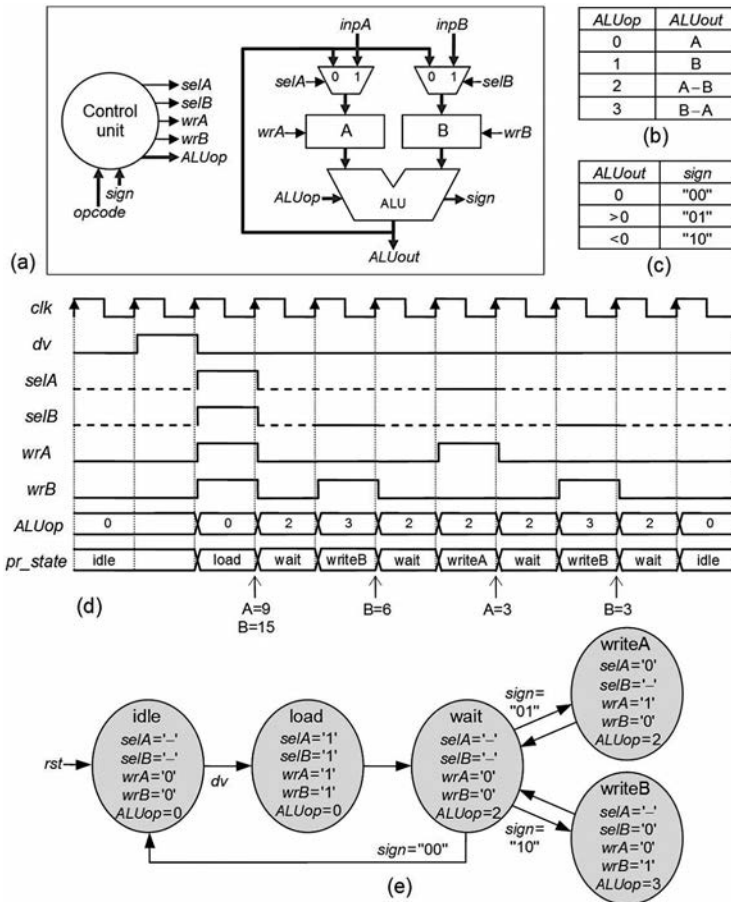 inpA inpB
0 1 0 1
selA selB
Control unit
selA
selB
wrA
wrB
ALUop
sign
opcode
wrA A B wrB
ALUop ALU sign
ALUout
(a)
ALUop ALUout
0 A
1 B
2 A–B
3 B–A
(b)
ALUout sign
0 "00"
>0 "01"
<0 "10"
(c)
clk
dv
selA
selB
wrA
wrB
ALUop 0 0 2 3 2 2 2 3 2 0
pr_state idle load wait writeB wait writeA wait writeB wait idle
(d)
A=9 B=6 A=3 B=3
B=15
rst
idle
selA='–'
selB='–'
wrA='0'
wrB='0'
ALUop=0
dv
load
selA='1'
selB='1'
wrA='1'
wrB='1'
ALUop=0
wait
selA='–'
selB='–'
wrA='0'
wrB='0'
ALUop=2
sign=
"01"
writeA
selA='0'
selB='–'
wrA='1'
wrB='0'
ALUop=2
sign=
"10"
writeB
selA='–'
selB='0'
wrA='0'
wrB='1'
ALUop=3
sign="00"
(e)